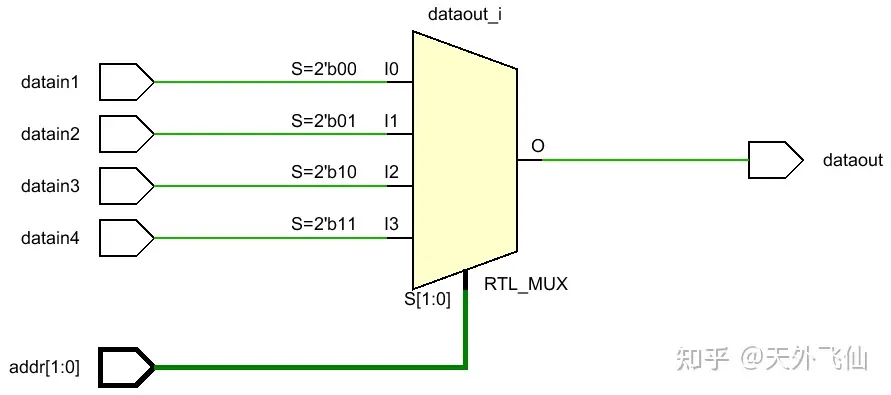 dataout_i
datain1 S=2'b00 I0
datain2 S=2'b01 I1
O
dataout
datain3 S=2'b10 I2
datain4 S=2'b11 I3
S[1:0] RTL_MUX
addr[1:0]
知乎 @天外飞仙